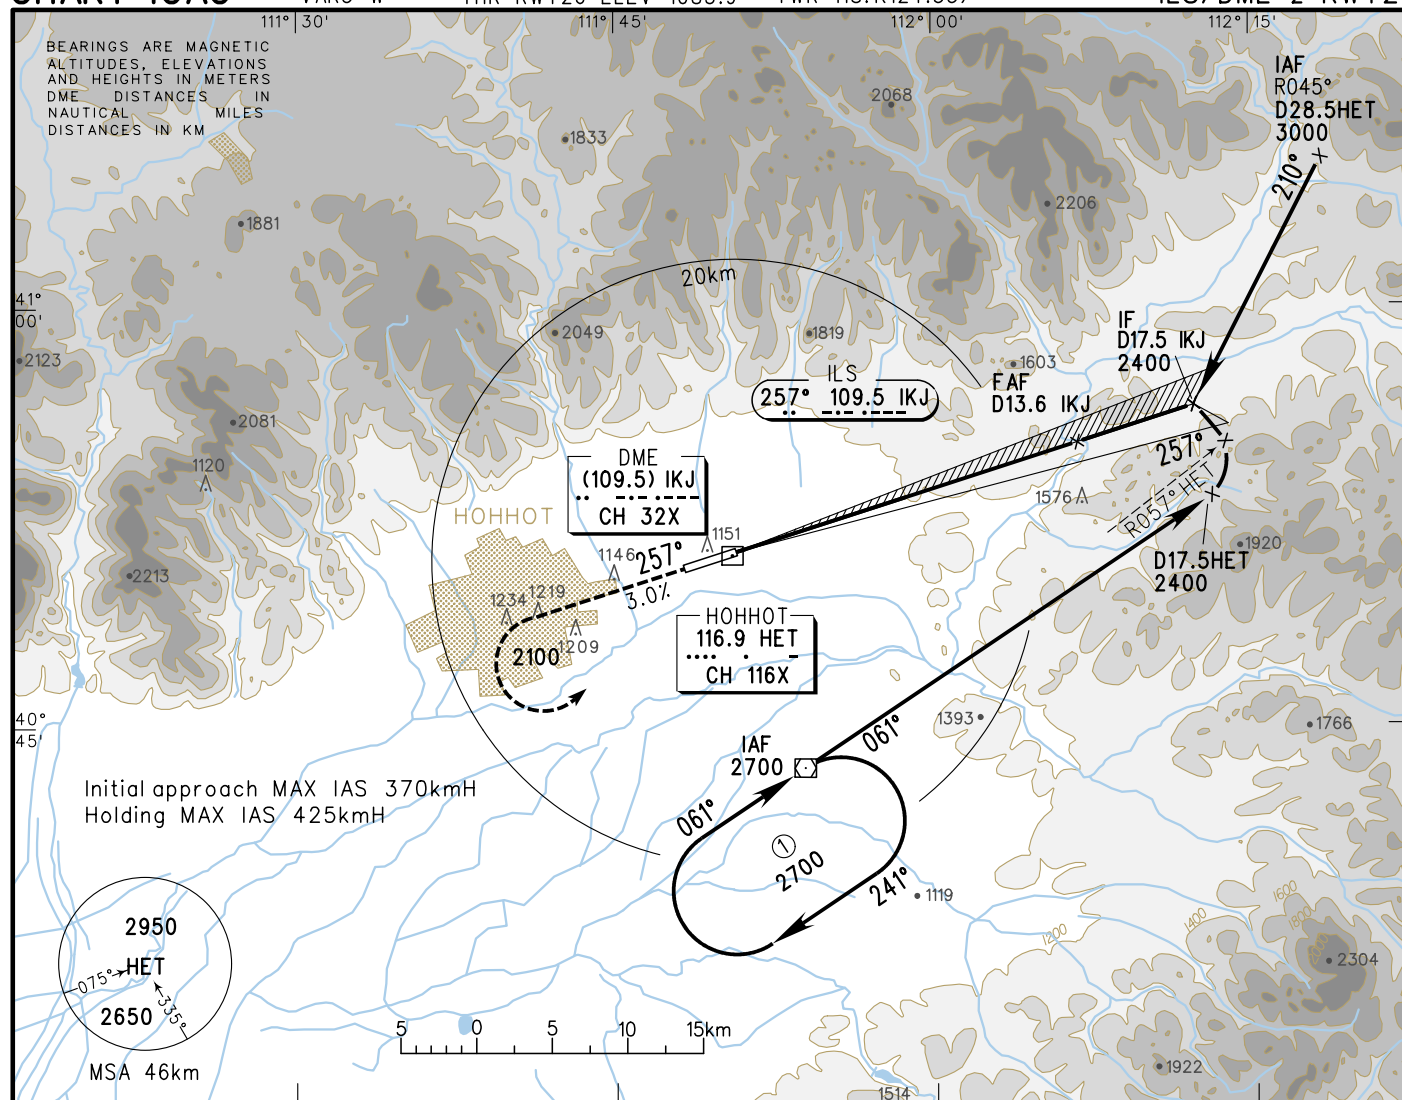 111° 30'
111° 45'
112° 00'
112° 15'
BEARINGS ARE MAGNETIC
ALTITUDES, ELEVATIONS
AND HEIGHTS IN METERS
DME DISTANCES IN
NAUTICAL MILES
DISTANCES IN KM
IAF
R045°
D28.5HET
3000
210°
2068
1833
1881
2206
20km
41°
00'
2123
2049
1819
1603
IF
D17.5 IKJ
2400
FAF
D13.6 IKJ
ILS
257° 109.5 IKJ
2081
1120
DME
(109.5) IKJ
CH 32X
257°
R057° HET
1576
HOHHOT
1151
1146
257°
3.0%
1920
D17.5HET
2400
2213
1234
1219
1209
2100
HOHHOT
116.9 HET
CH 116X
40°
45'
1393
1766
061°
IAF
2700
Initial approach MAX IAS 370kmH
Holding MAX IAS 425kmH
061°
1
2700
241°
1119
2950
HET
075°
335°
2650
MSA 46km
5 0 5 10 15km
1200
1400
1600
1800
2304
1922
1514